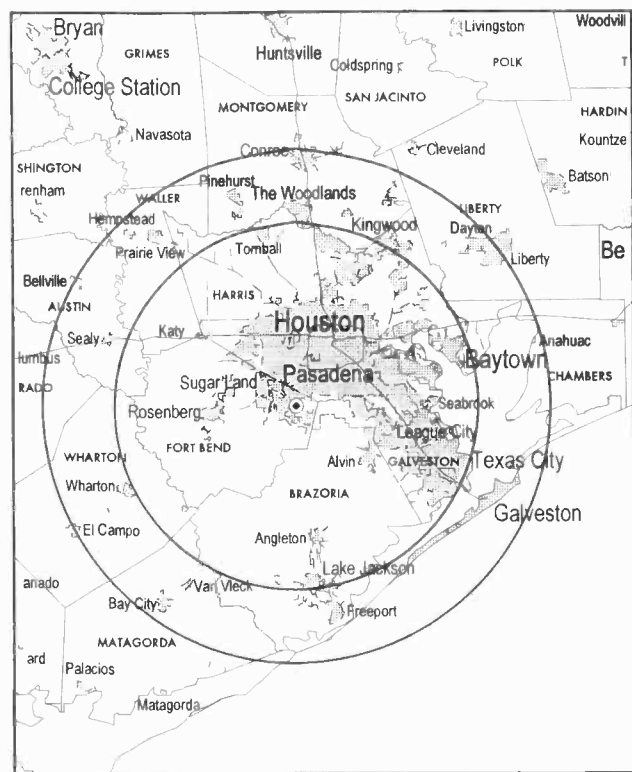 Bryan
Livingston
Woodvill
GRIMES
Huntsville
Coldspring
POLK
T
College Station
MONTGOMERY
SAN JACINTO
HARDIN
Navasota
Kountze
Conroe
Cleveland
SHINGTON
Batson
Pinehurst
renham
WALLER
The Woodlands
LIBERTY
Hempstead
Kingwood
Dayton
Prairie View
Tomball
Liberty
Be
Bellville
HARRIS
AUSTIN
Houston
Katy
Sealy
Anahuac
lumbus
Baytown
Pasadena
RADO
Sugar Land
CHAMBERS
Seabrook
Rosenberg
League City
FORT BEND
WHARTON
Alvin
GALVESTON
Texas City
Wharton
BRAZORIA
Galveston
El Campo
Angleton
Lake Jackson
anado
Van Vleck
Bay City
Freeport
MATAGORDA
ard
Palacios
Matagorda